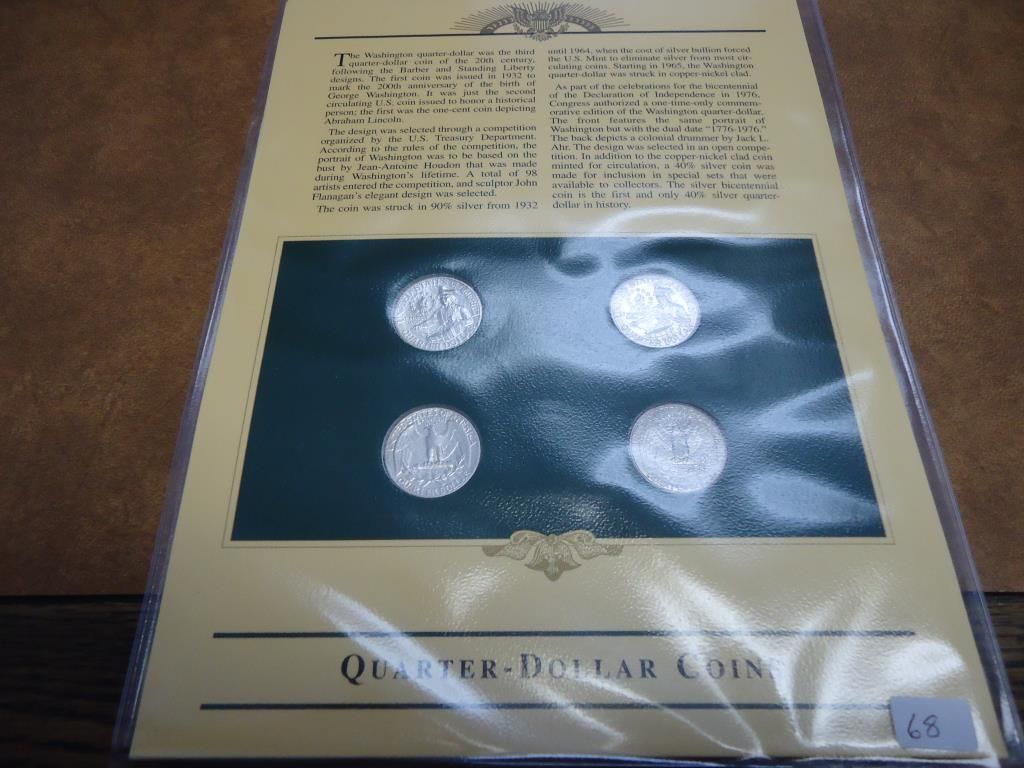 The Washington quarter-dollar was the third
quarter-dollar coin of the 20th century,
following the Barber and Standing Liberty
designs. The first coin was issued in 1932 to
mark the 200th anniversary of the birth of
George Washington. It was just the second
circulating U.S. coin issued to honor a historical
person; the first was the one-cent coin depicting
Abraham Lincoln.
The design was selected through a competition
organized by the U.S. Treasury Department.
According to the rules of the competition, the
portrait of Washington was to be based on the
bust by Jean-Antoine Houdon that was made
during Washington's lifetime. A total of 98
artists entered the competition, and sculptor John
Flanagan's elegant design was selected.
The coin was struck in 90% silver from 1932
until 1964, when the cost of silver bullion forced
the U.S. Mint to eliminate silver from most cir-
culating coins. Starting in 1965, the Washington
quarter-dollar was struck in copper-nickel clad.
As part of the celebrations for the bicentennial
of the Declaration of Independence in 1976,
Congress authorized a one-time-only commem-
orative edition of the Washington quarter-dollar.
The front features the same portrait of
Washington but with the dual date "1776-1976."
The back depicts a colonial drummer by Jack L.
Ahr. The design was selected in an open compe-
tition. In addition to the copper-nickel clad coin
minted for circulation, a 40% silver coin was
made for inclusion in special sets that were
available to collectors. The silver bicentennial
coin is the first and only 40% silver quarter-
dollar in history.
QUARTER-DOLLAR COINS
68